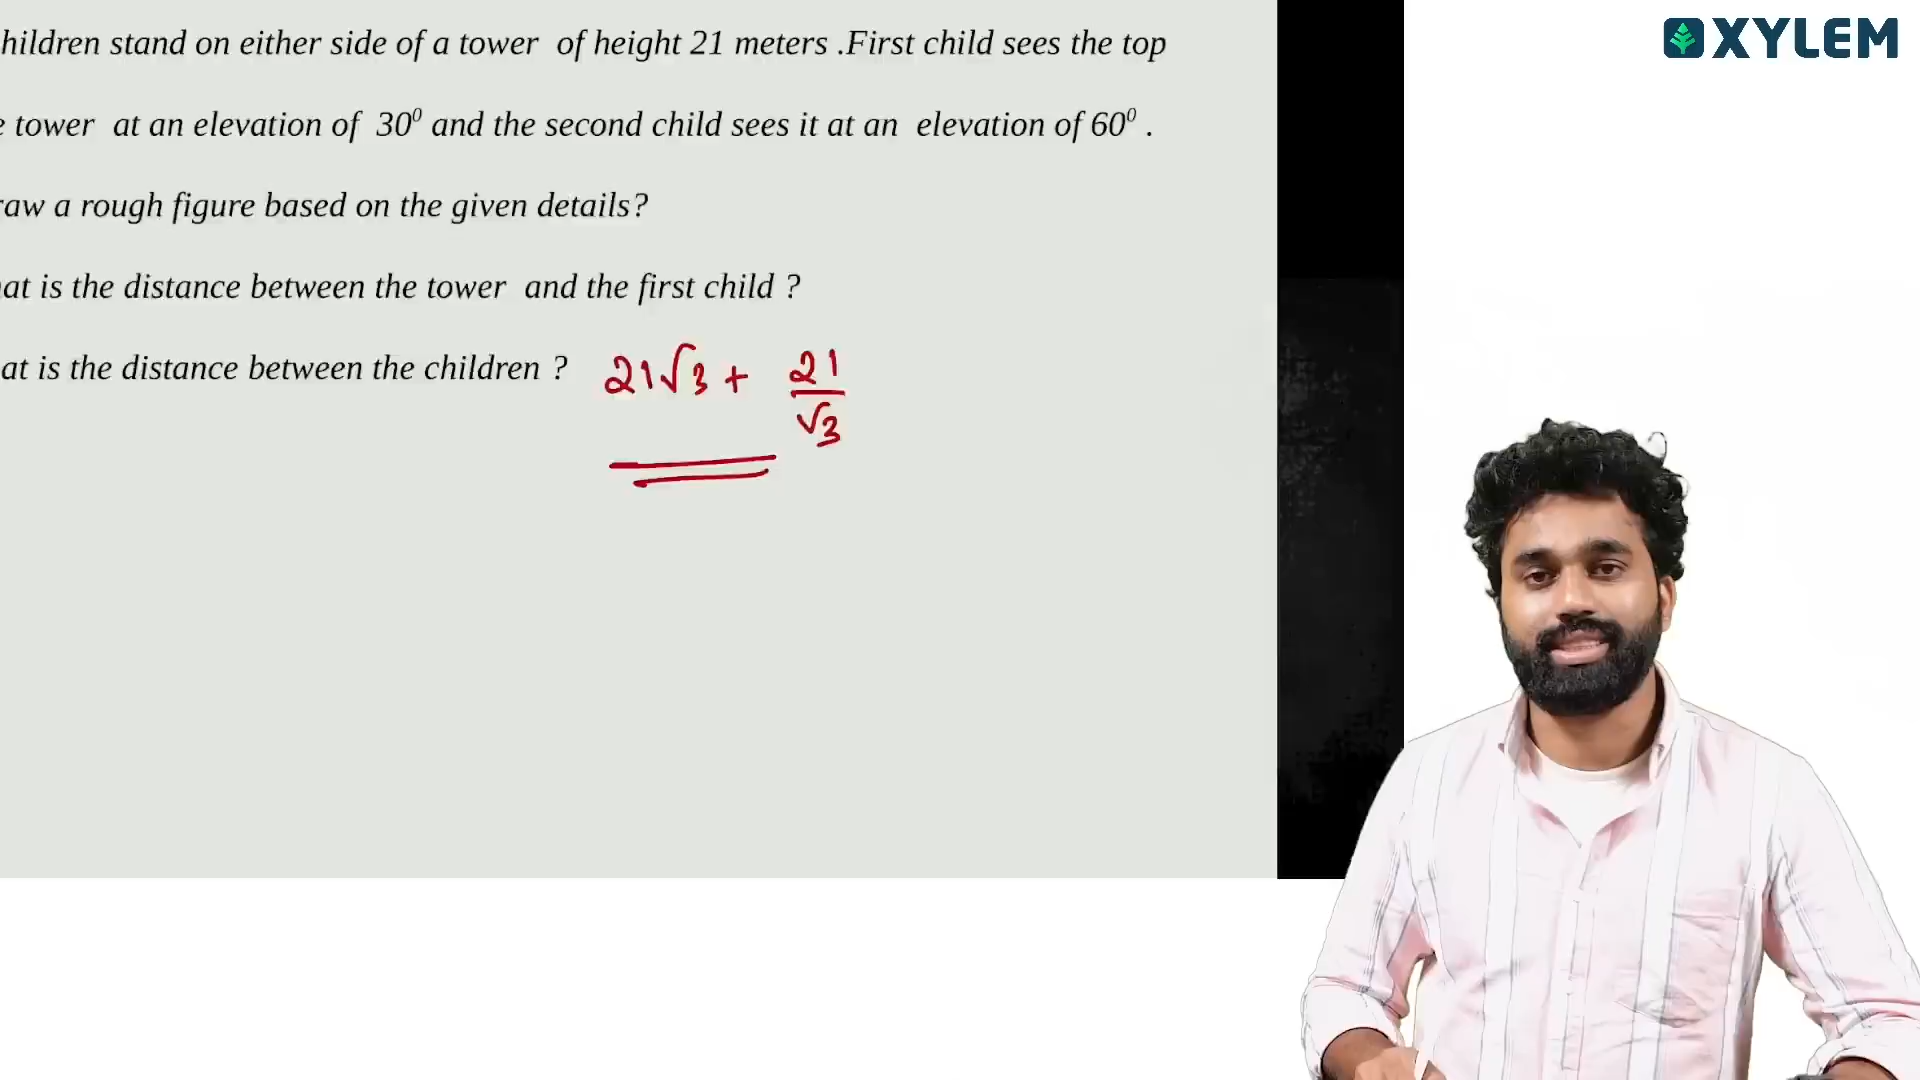 XYLEM
hildren stand on either side of a tower of height 21 meters .First child sees the top
e tower at an elevation of 30⁰ and the second child sees it at an elevation of 60⁰ .
raw a rough figure based on the given details?
at is the distance between the tower and the first child ?
at is the distance between the children ? 21√3 + 21/√3